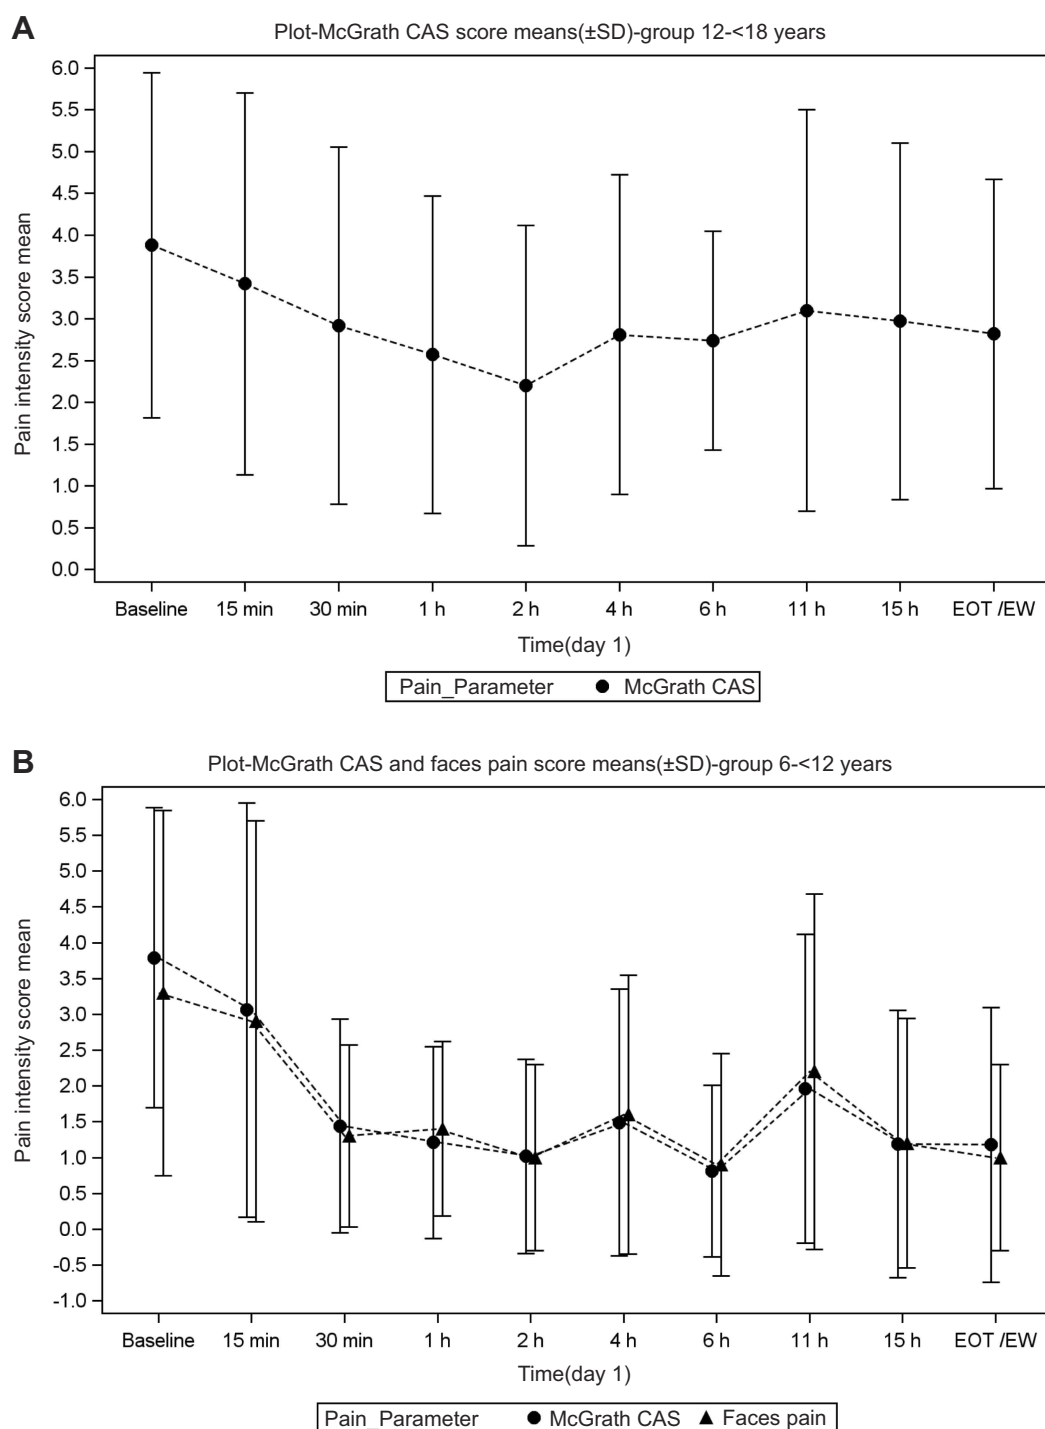 A
Plot-McGrath CAS score means(±SD)-group 12-<18 years
Pain intensity score mean
6.0
5.5
5.0
4.5
4.0
3.5
3.0
2.5
2.0
1.5
1.0
0.5
0.0
Baseline 15 min 30 min 1 h 2 h 4 h 6 h 11 h 15 h EOT /EW
Time(day 1)
Pain_Parameter McGrath CAS
B
Plot-McGrath CAS and faces pain score means(±SD)-group 6-<12 years
Pain intensity score mean
6.0
5.5
5.0
4.5
4.0
3.5
3.0
2.5
2.0
1.5
1.0
0.5
0.0
-0.5
-1.0
Baseline 15 min 30 min 1 h 2 h 4 h 6 h 11 h 15 h EOT /EW
Time(day 1)
Pain_Parameter McGrath CAS Faces pain